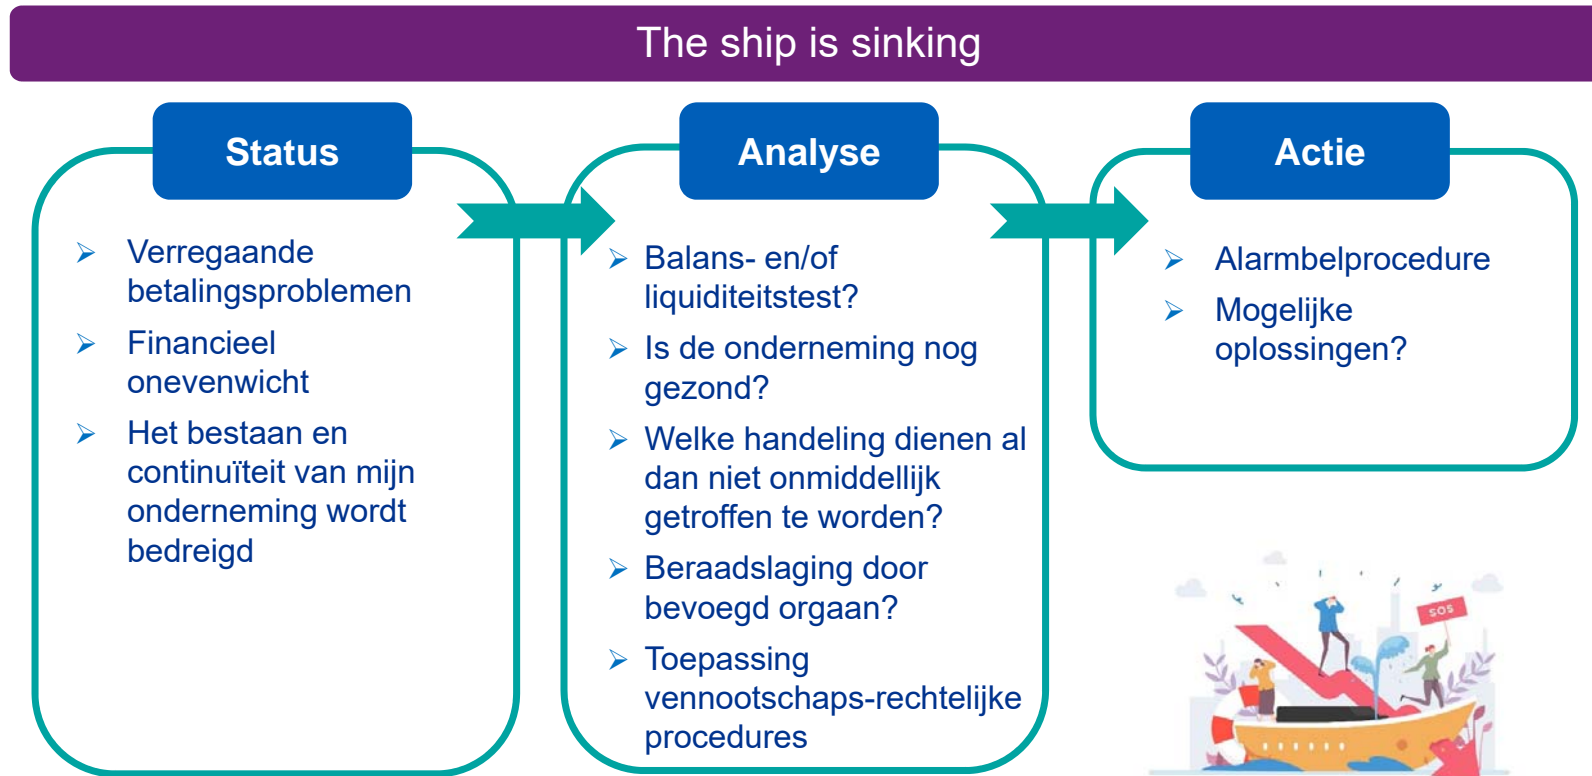 The ship is sinking
Status
➢ Verregaande
betalingsproblemen
➢ Financieel
onevenwicht
➢ Het bestaan en
continuïteit van mijn
onderneming wordt
bedreigd
Analyse
➢ Balans- en/of
liquiditeitstest?
➢ Is de onderneming nog
gezond?
➢ Welke handeling dienen al
dan niet onmiddellijk
getroffen te worden?
➢ Beraadslaging door
bevoegd orgaan?
➢ Toepassing
vennootschaps-rechtelijke
procedures
Actie
➢ Alarmbelprocedure
➢ Mogelijke
oplossingen?
SOS